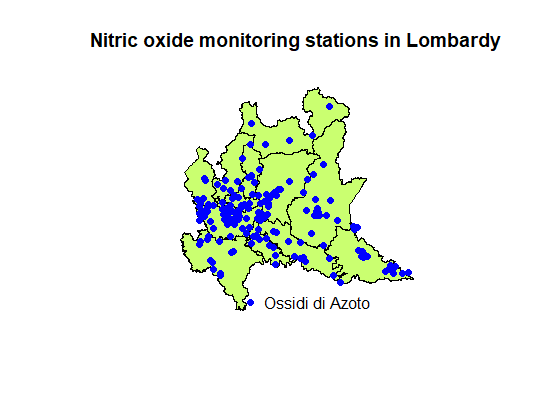 Nitric oxide monitoring stations in Lombardy
Ossidi di Azoto